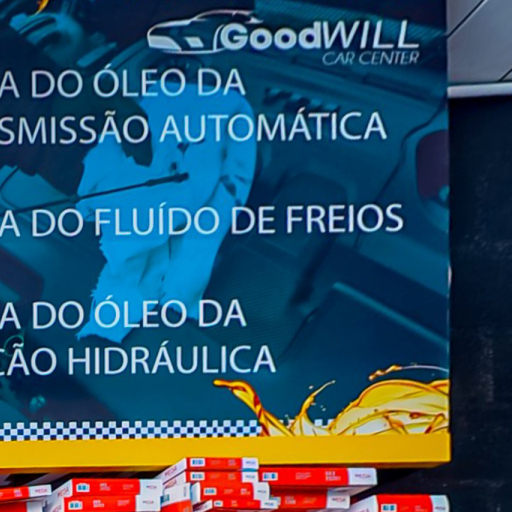 GoodWILL
CAR CENTER
A DO ÓLEO DA
SMISSÃO AUTOMÁTICA
A DO FLUÍDO DE FREIOS
A DO ÓLEO DA
ÇÃO HIDRÁULICA